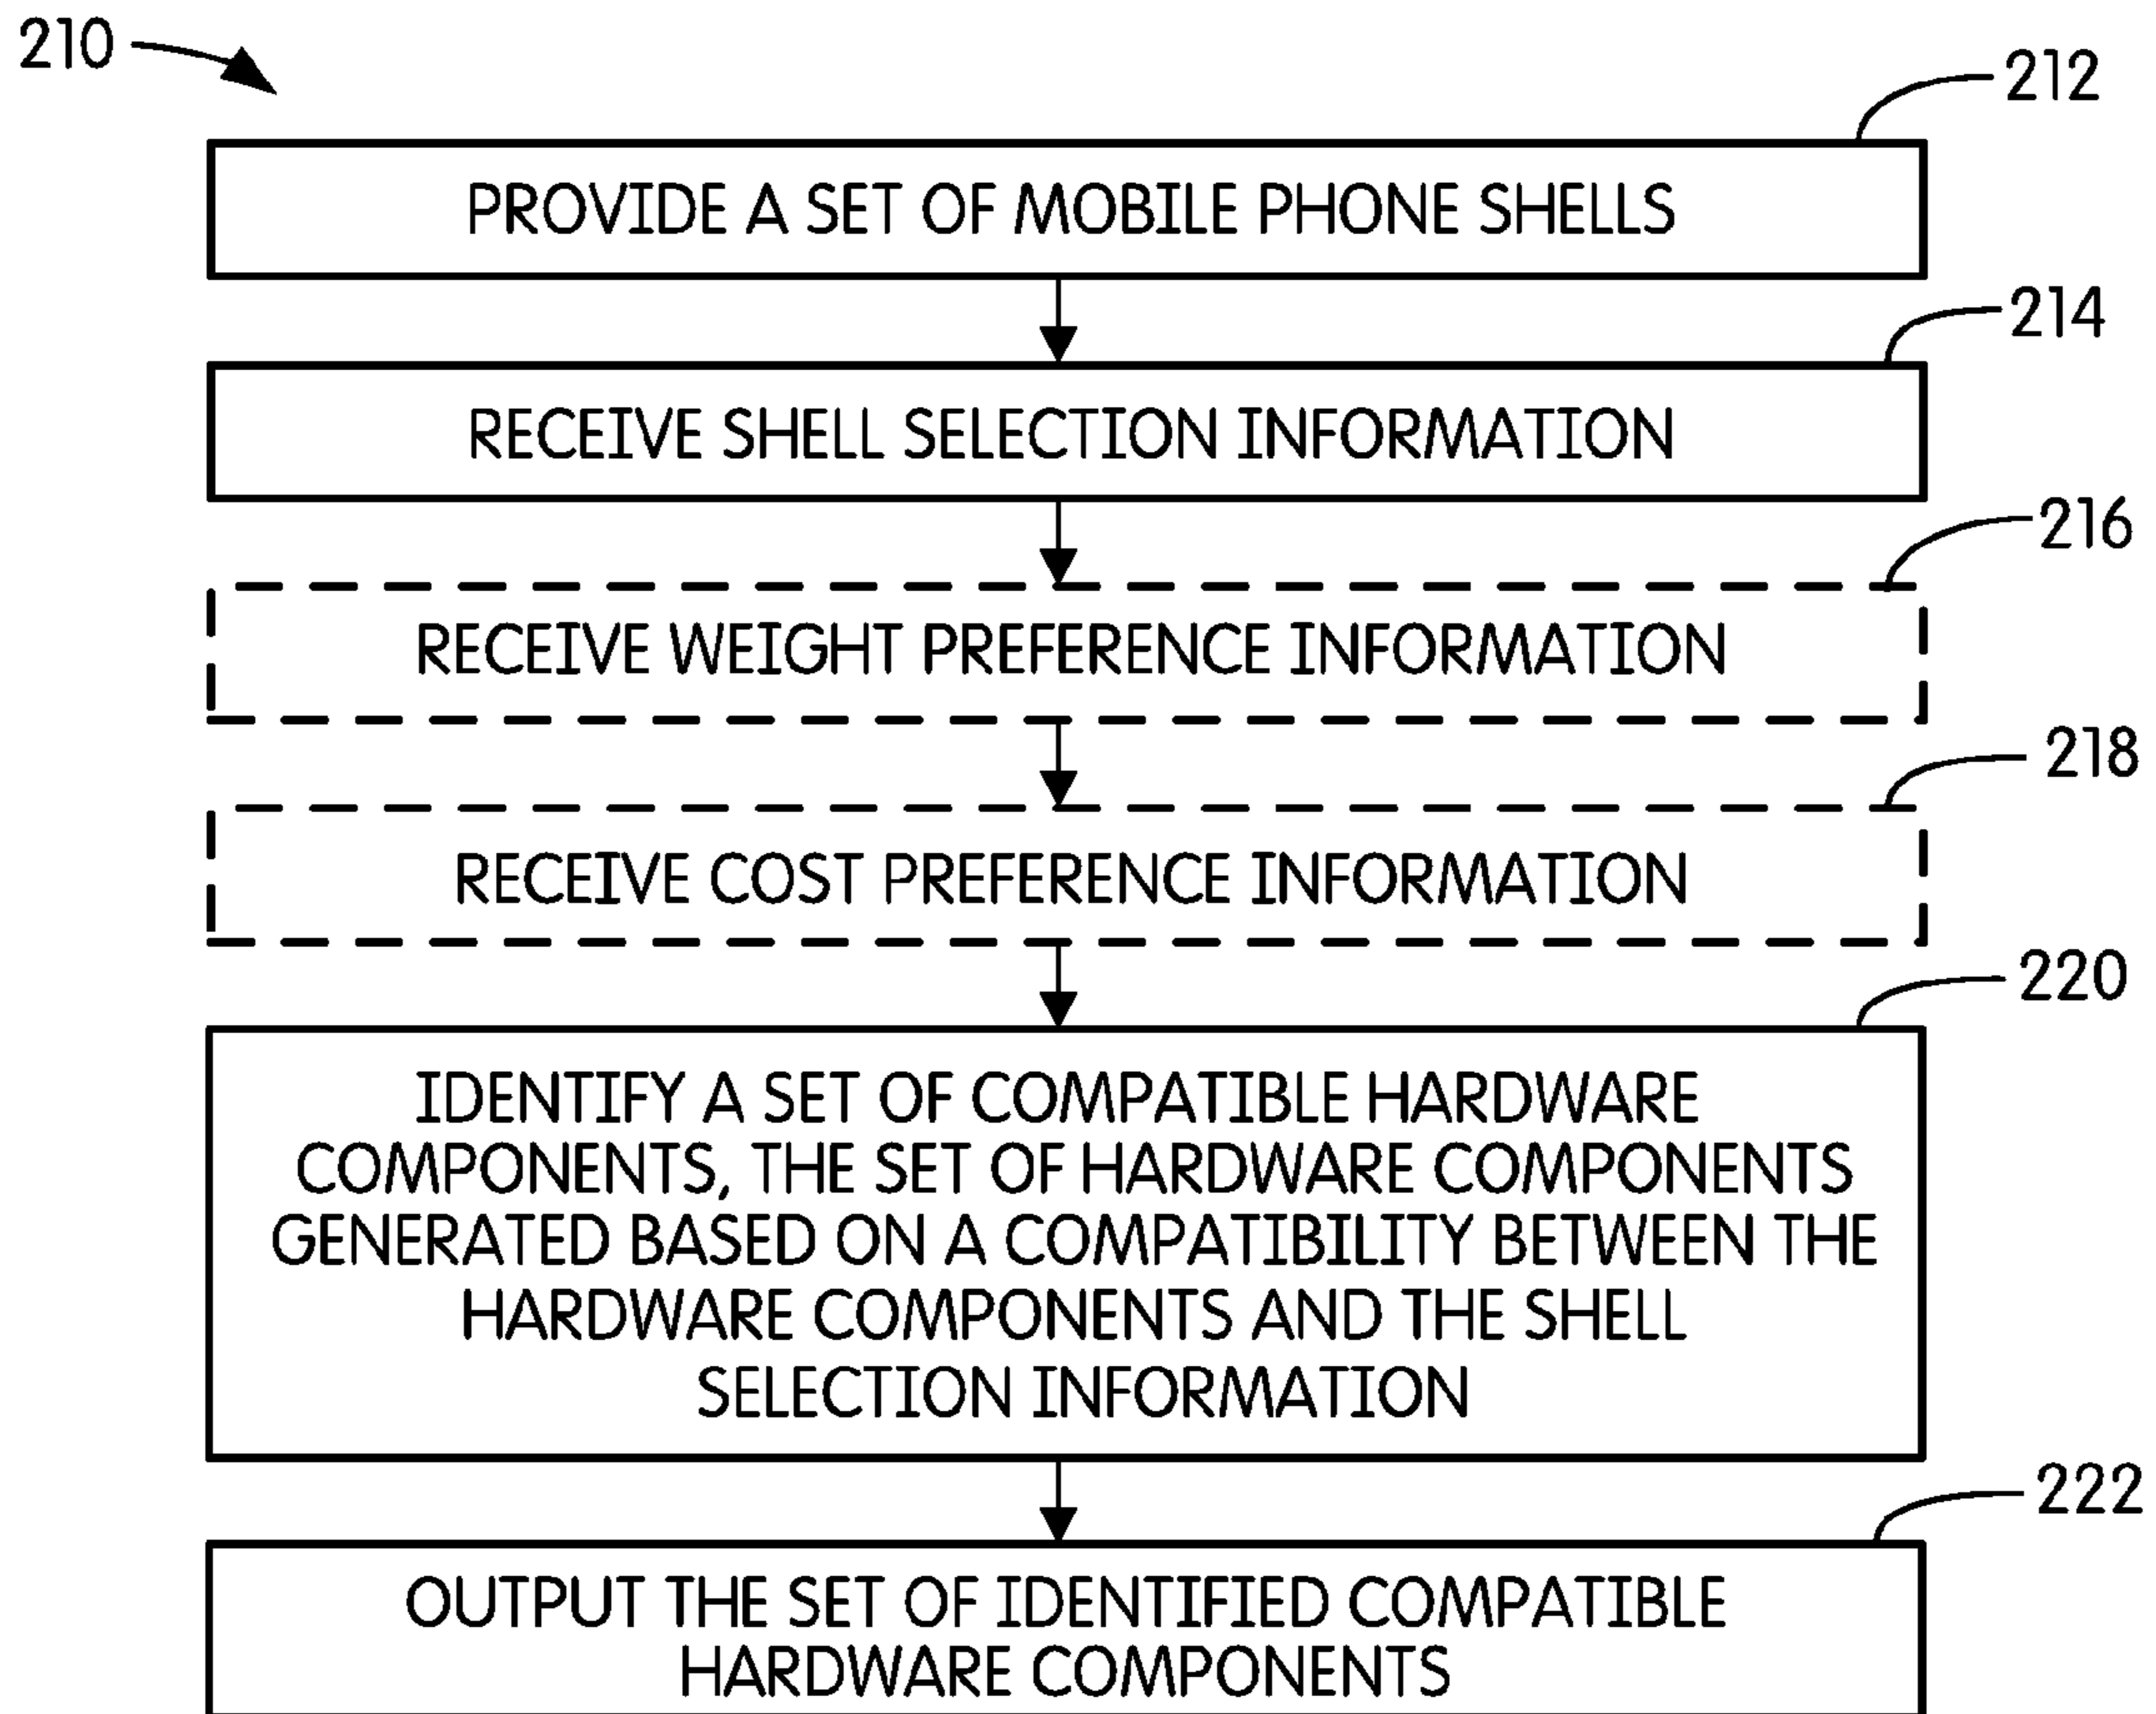 210
212
PROVIDE A SET OF MOBILE PHONE SHELLS
214
RECEIVE SHELL SELECTION INFORMATION
216
RECEIVE WEIGHT PREFERENCE INFORMATION
218
RECEIVE COST PREFERENCE INFORMATION
220
IDENTIFY A SET OF COMPATIBLE HARDWARE
COMPONENTS, THE SET OF HARDWARE COMPONENTS
GENERATED BASED ON A COMPATIBILITY BETWEEN THE
HARDWARE COMPONENTS AND THE SHELL
SELECTION INFORMATION
222
OUTPUT THE SET OF IDENTIFIED COMPATIBLE
HARDWARE COMPONENTS